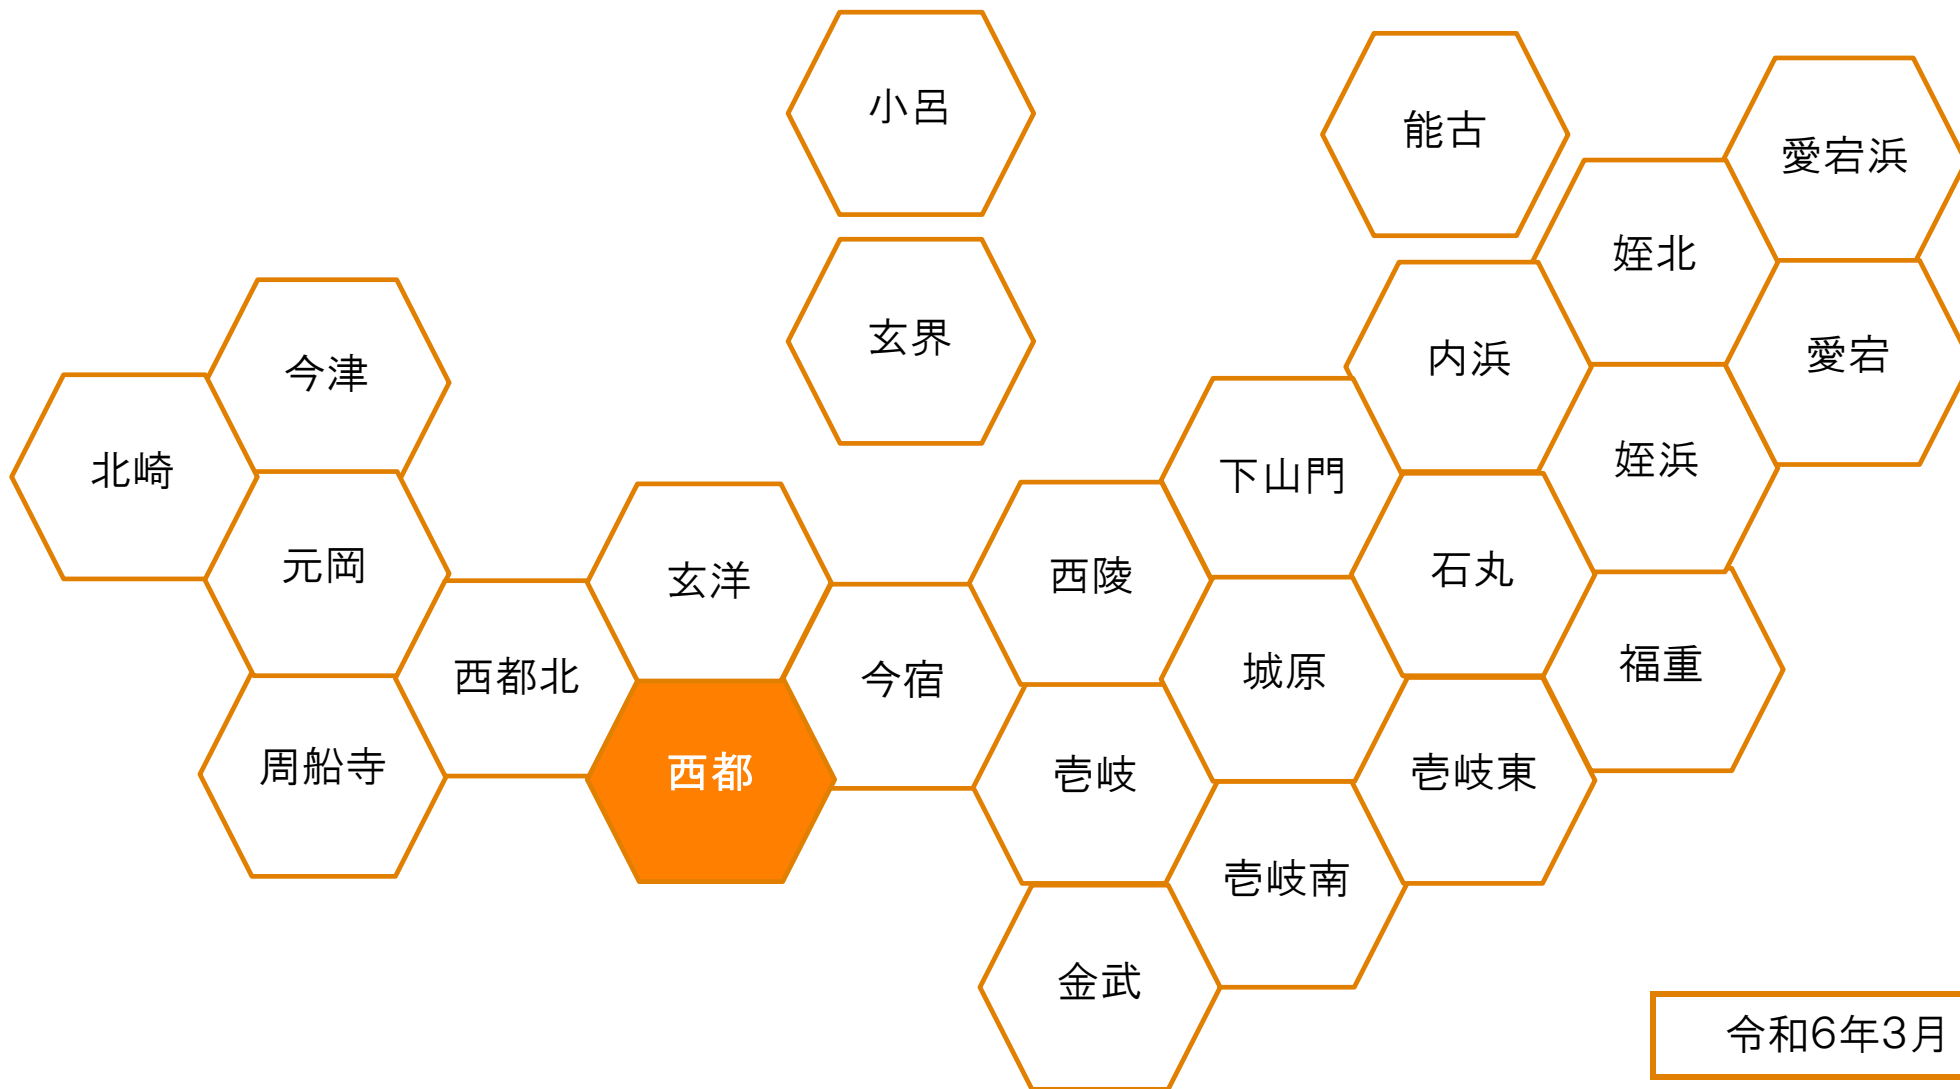 小呂
能古
愛宕浜
姪北
玄界
内浜
愛宕
今津
北崎
下山門
姪浜
元岡
玄洋
西陵
石丸
西都北
今宿
城原
福重
周船寺
西都
壱岐
壱岐東
壱岐南
金武
令和6年3月